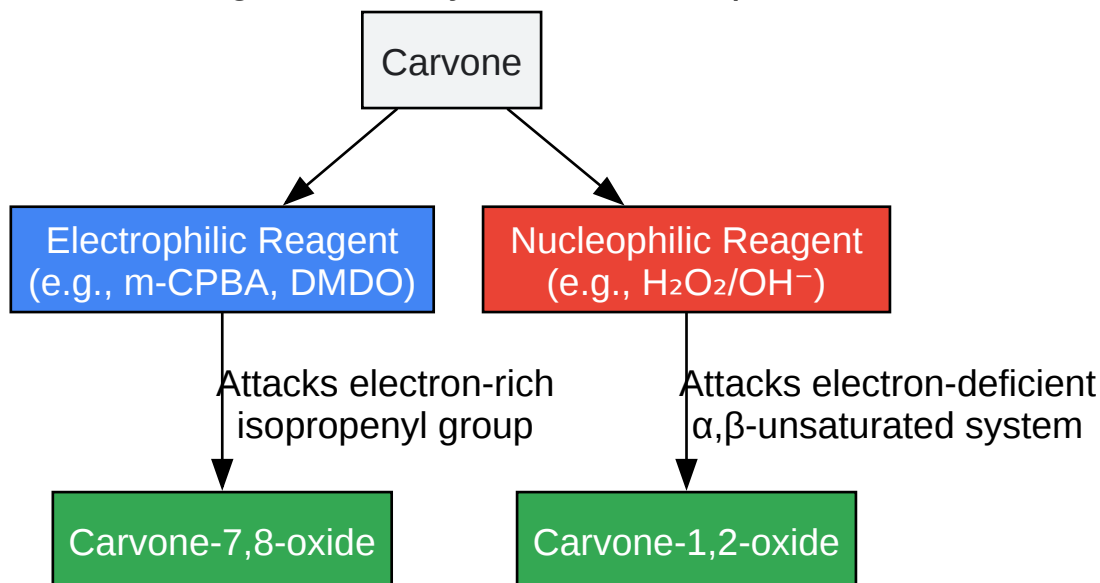 Carvone
Electrophilic Reagent
(e.g., m-CPBA, DMDO)
Nucleophilic Reagent
(e.g., H₂O₂/OH⁻)
Attacks electron-rich
isopropenyl group
Attacks electron-deficient
α,β-unsaturated system
Carvone-7,8-oxide
Carvone-1,2-oxide